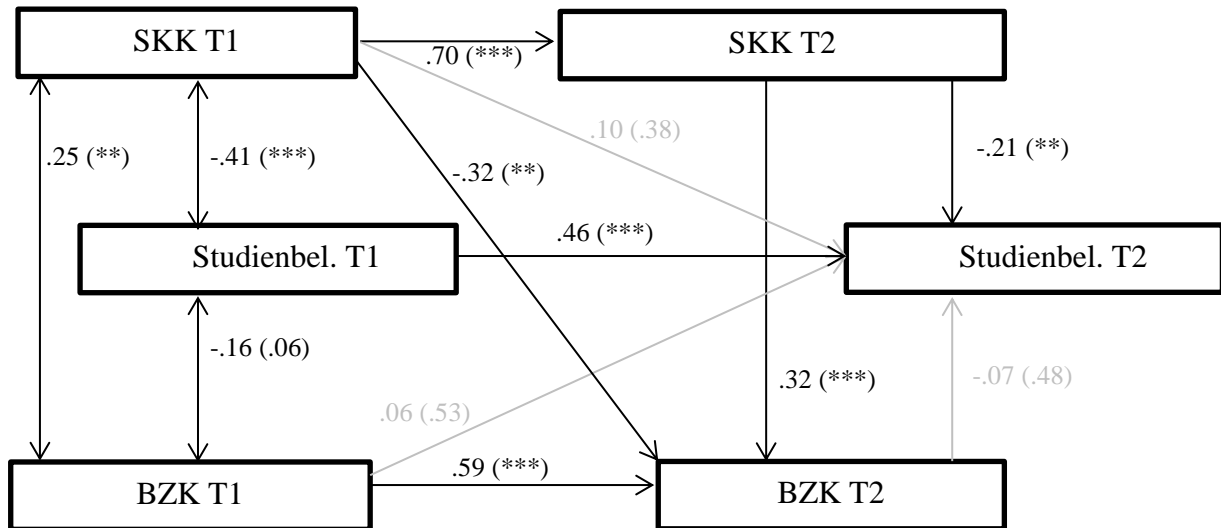 SKK T1
SKK T2
.70 (***)
.10 (.38)
.25 (**)
-.41 (***)
-.32 (**)
-.21 (**)
.46 (***)
Studienbel. T1
Studienbel. T2
-.16 (.06)
.32 (***)
-.07 (.48)
.06 (.53)
.59 (***)
BZK T1
BZK T2